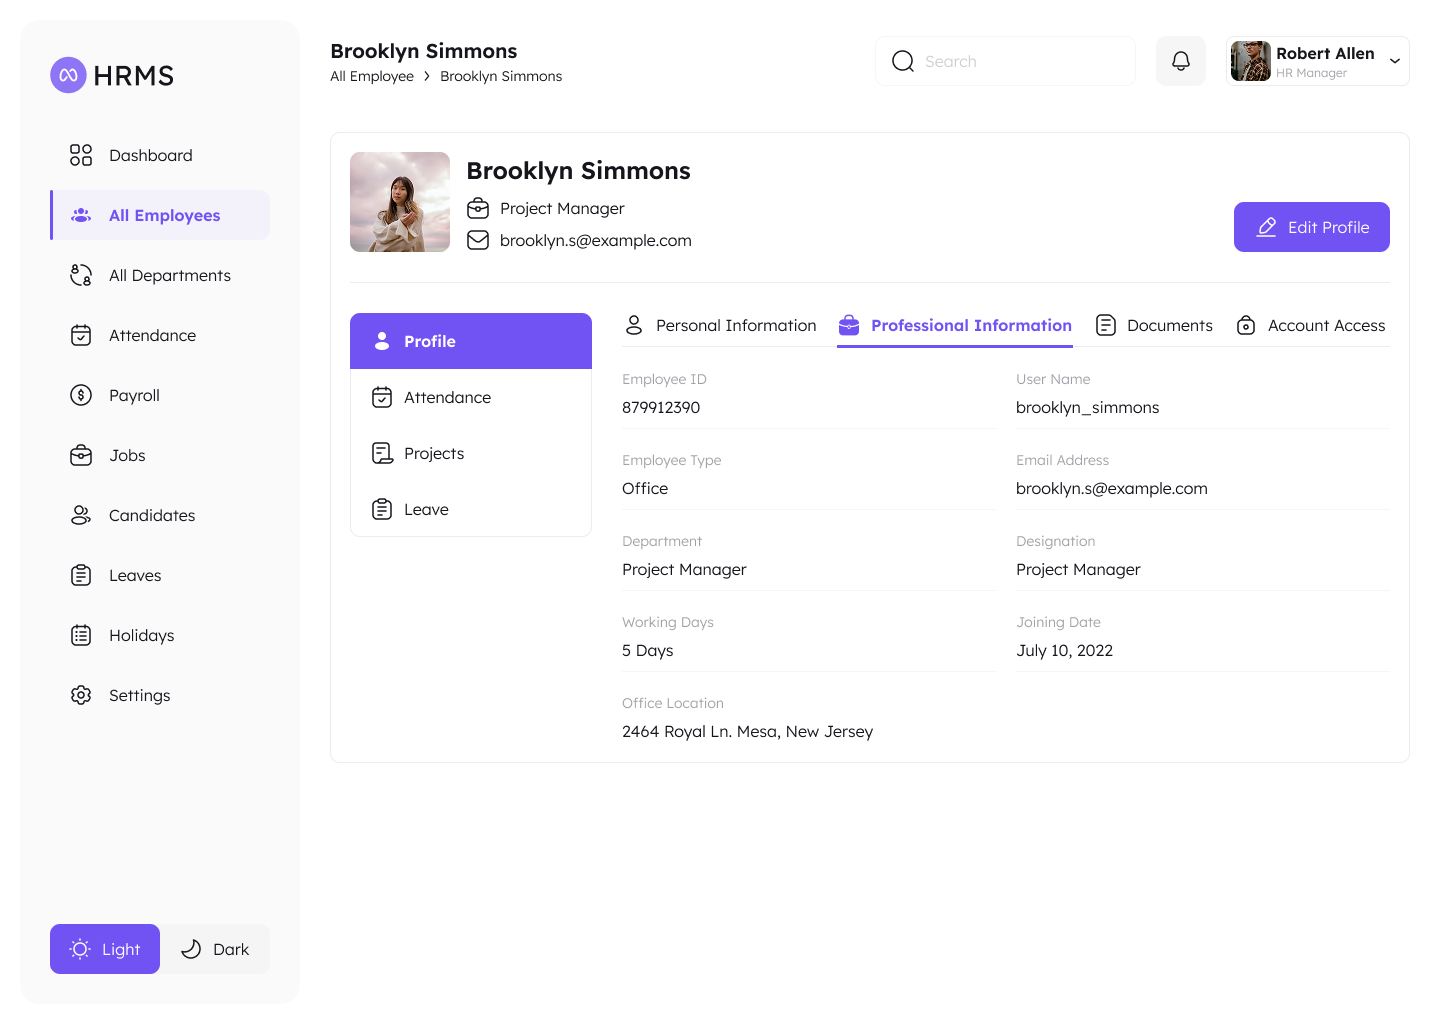 HRMS
Dashboard
All Employees
All Departments
Attendance
Payroll
Jobs
Candidates
Leaves
Holidays
Settings
Light
Dark
Brooklyn Simmons
All Employee > Brooklyn Simmons
Search
Robert Allen
HR Manager
Brooklyn Simmons
Project Manager
brooklyn.s@example.com
Edit Profile
Profile
Attendance
Projects
Leave
Personal Information
Professional Information
Documents
Account Access
Employee ID
879912390
User Name
brooklyn_simmons
Employee Type
Office
Email Address
brooklyn.s@example.com
Department
Project Manager
Designation
Project Manager
Working Days
5 Days
Joining Date
July 10, 2022
Office Location
2464 Royal Ln. Mesa, New Jersey